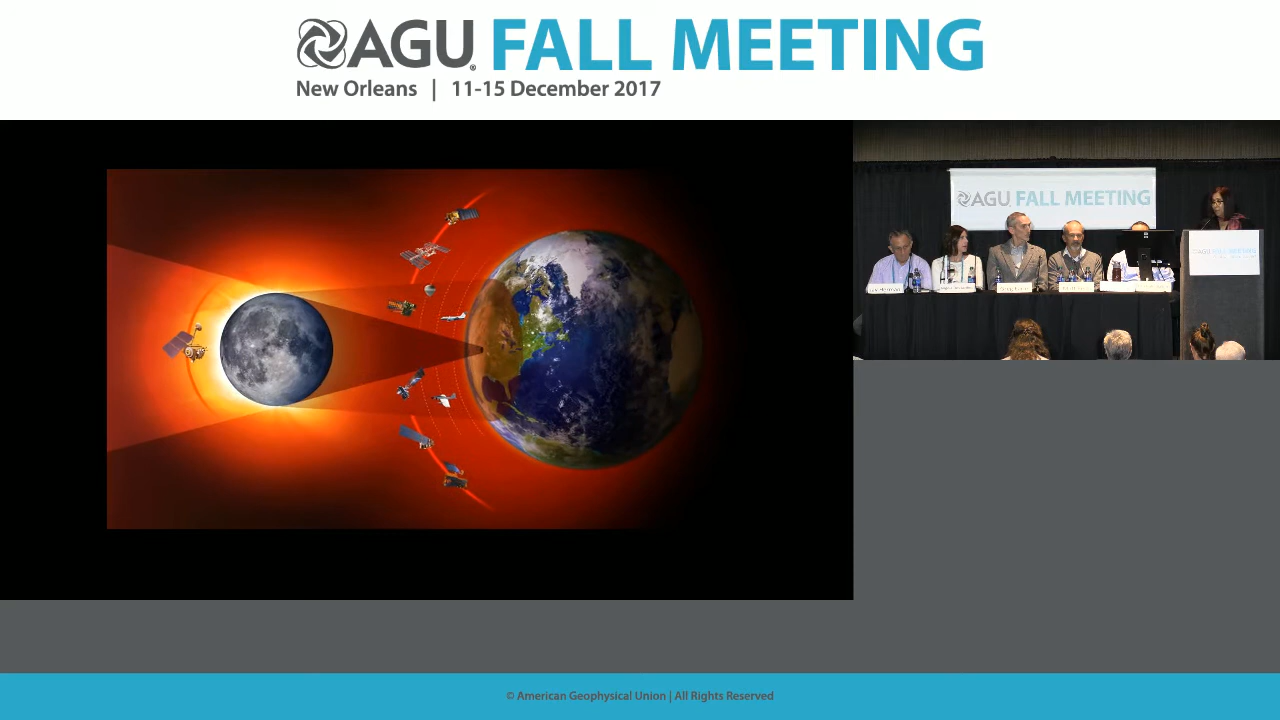 AGU FALL MEETING
New Orleans | 11-15 December 2017
AGU FALL MEETING
© American Geophysical Union | All Rights Reserved